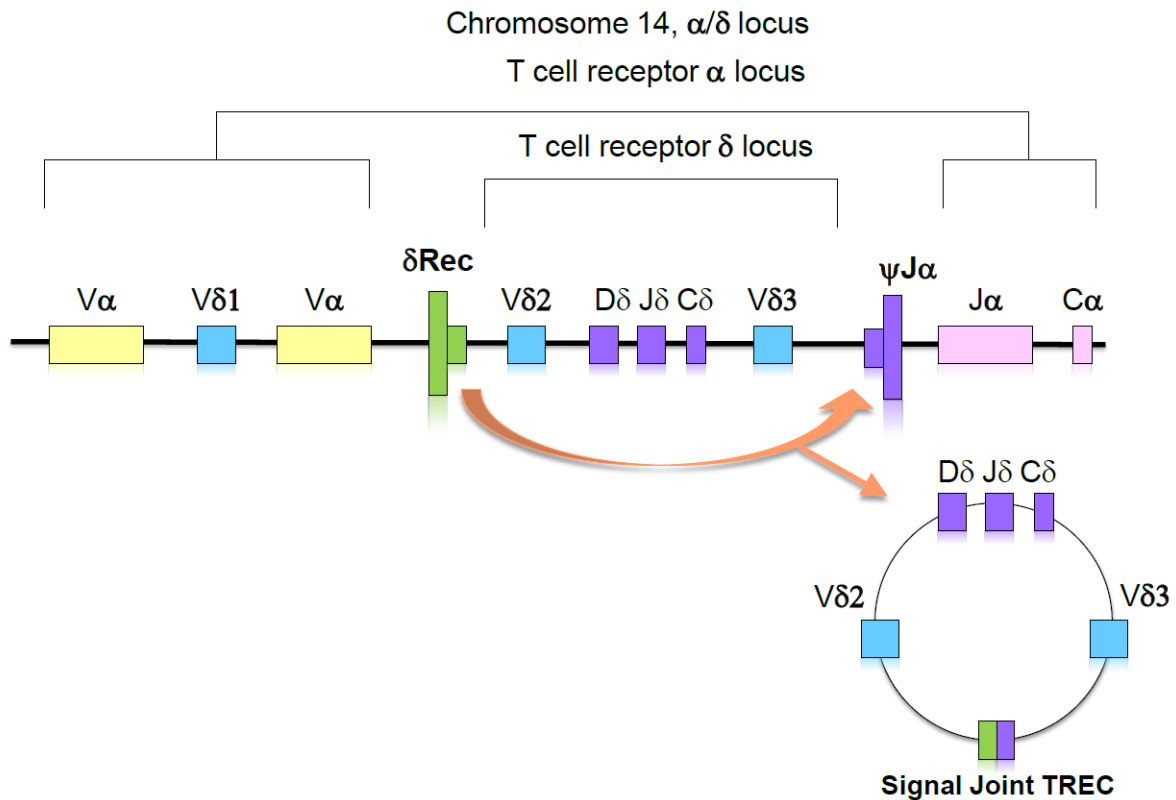 Chromosome 14, α/δ locus
T cell receptor α locus
T cell receptor δ locus
δRec
ψJα
Vα Vδ1 Vα Vδ2 Dδ Jδ Cδ Vδ3 Jα Cα
Dδ Jδ Cδ
Vδ2 Vδ3
Signal Joint TREC